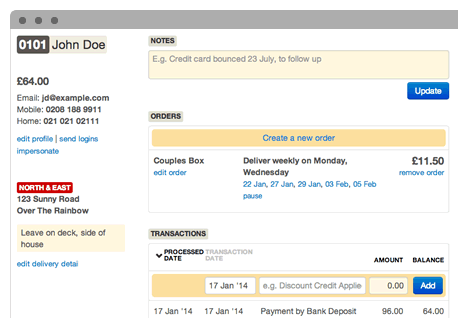 0101 John Doe
£64.00
Email: jd@example.com
Mobile: 0208 188 9911
Home: 021 021 02111
edit profile | send logins
impersonate
NORTH & EAST
123 Sunny Road
Over The Rainbow
Leave on deck, side of
house
edit delivery detai
NOTES
E.g. Credit card bounced 23 July, to follow up
Update
ORDERS
Create a new order
Couples Box
edit order
Deliver weekly on Monday,
Wednesday
22 Jan, 27 Jan, 29 Jan, 03 Feb, 05 Feb
pause
£11.50
remove order
TRANSACTIONS
PROCESSED DATE TRANSACTION DATE AMOUNT BALANCE
17 Jan '14 e.g. Discount Credit Applie 0.00 Add
17 Jan '14 17 Jan '14 Payment by Bank Deposit 96.00 64.00